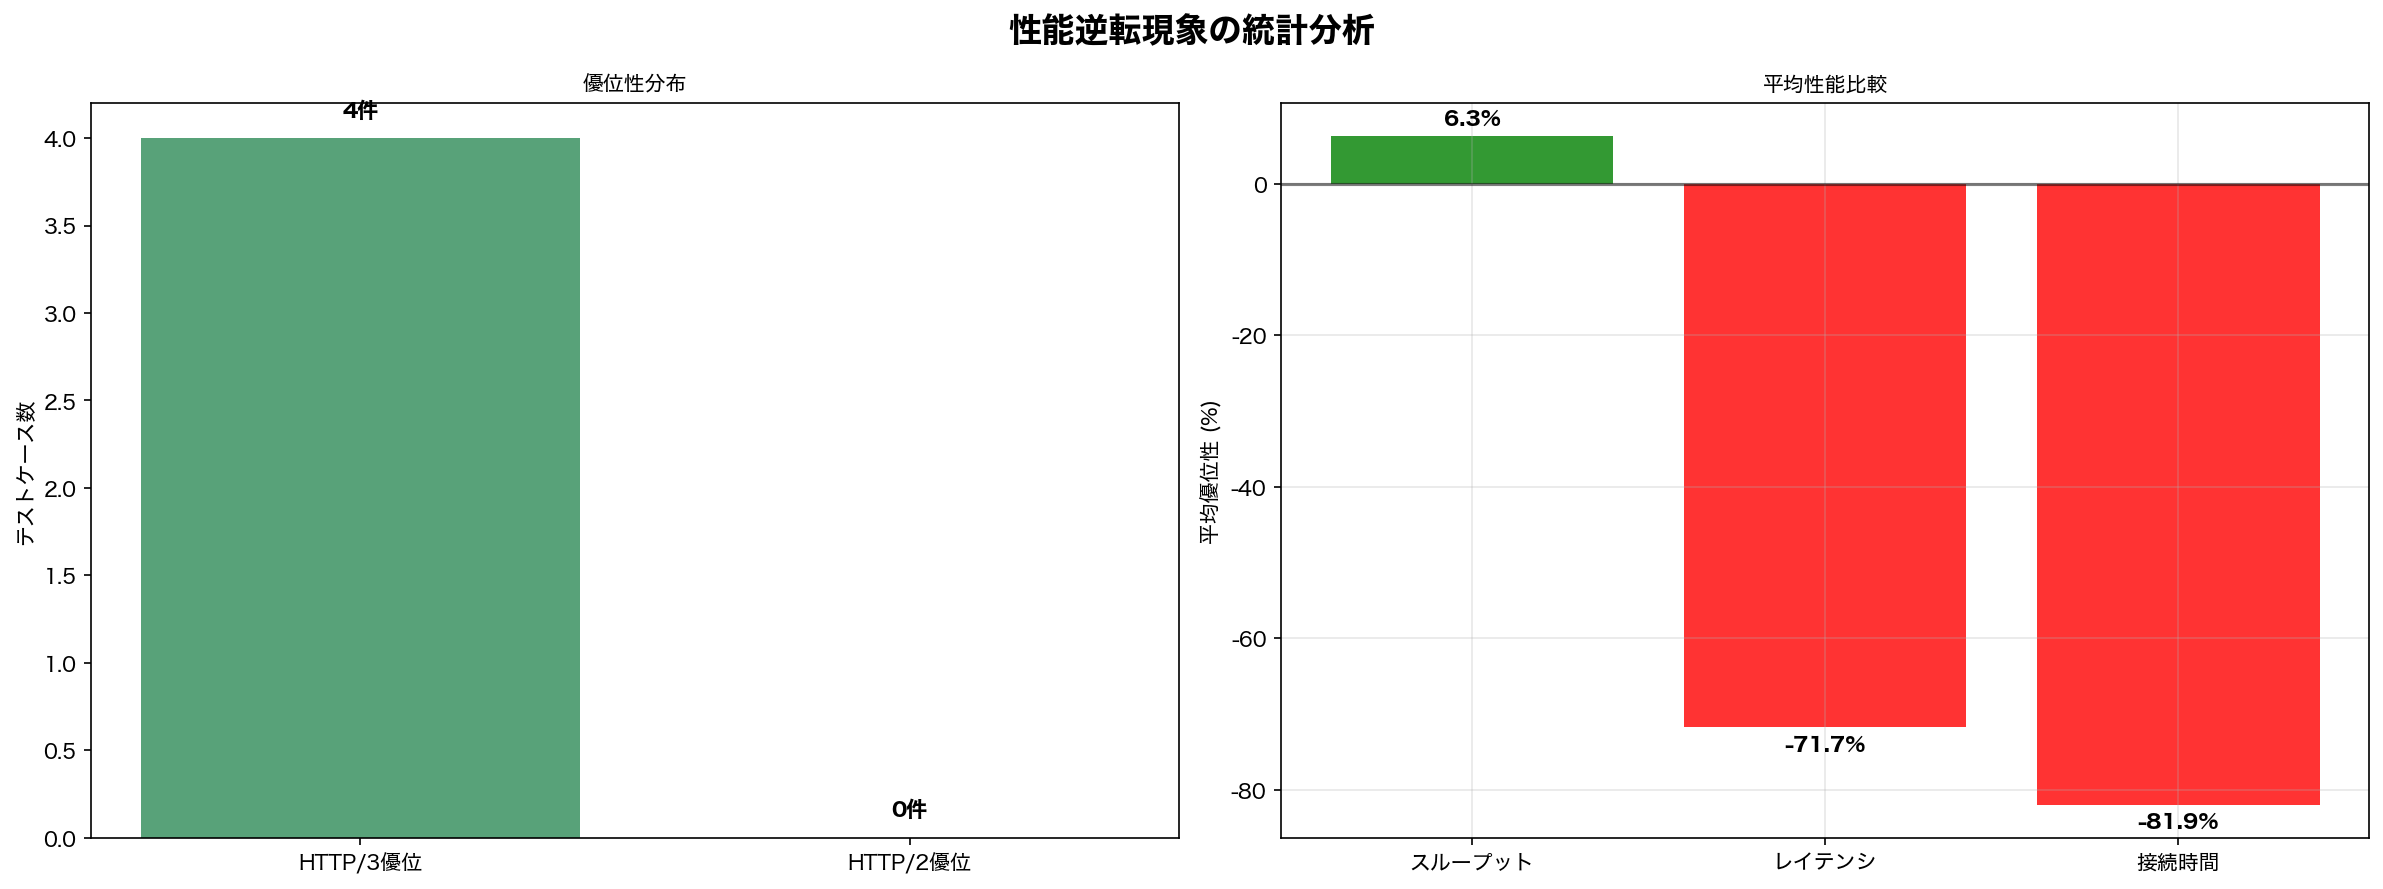 性能逆転現象の統計分析
優位性分布
4件
4.0
3.5
3.0
2.5
2.0
1.5
1.0
0.5
0.0
テストケース数
0件
HTTP/3優位
HTTP/2優位
平均性能比較
6.3%
0
-20
-40
-60
-80
平均優位性 (%)
-71.7%
-81.9%
スループット
レイテンシ
接続時間